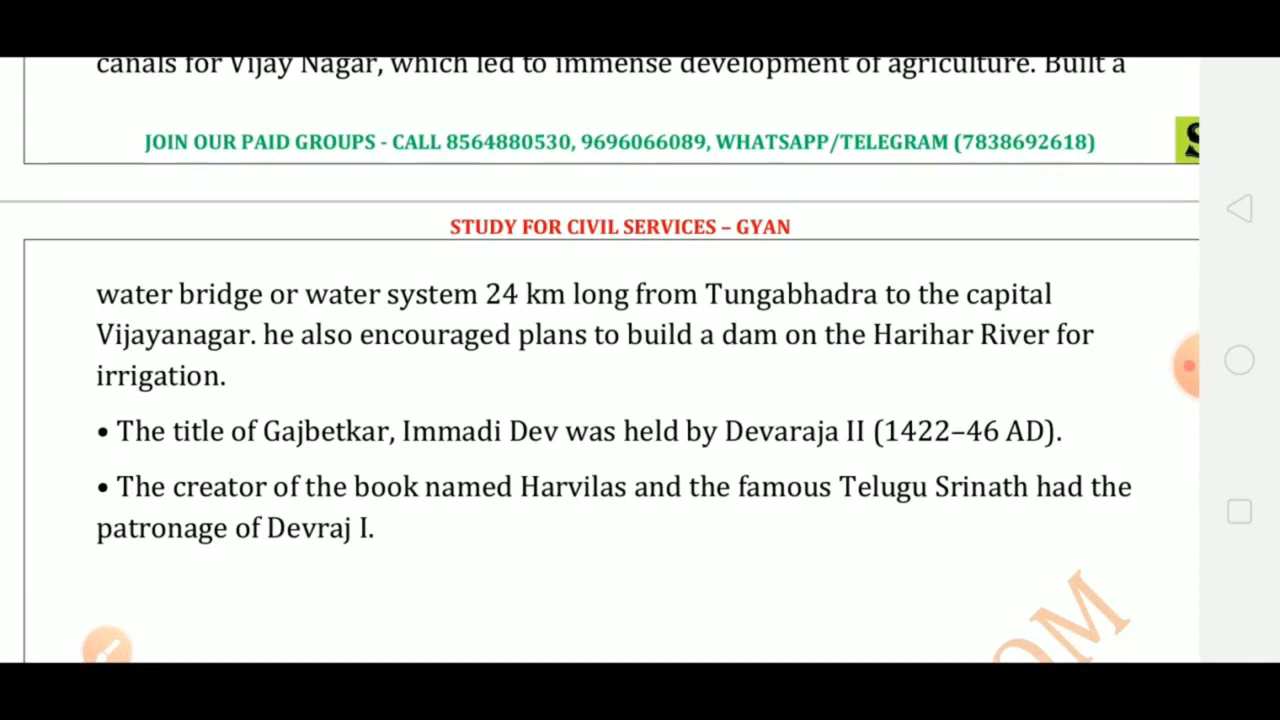 canals for Vijay Nagar, which led to immense development of agriculture. Built a
JOIN OUR PAID GROUPS - CALL 8564880530, 9696066089, WHATSAPP/TELEGRAM (7838692618)
S
STUDY FOR CIVIL SERVICES – GYAN
water bridge or water system 24 km long from Tungabhadra to the capital
Vijayanagar. he also encouraged plans to build a dam on the Harihar River for
irrigation.
• The title of Gajbetkar, Immadi Dev was held by Devaraja II (1422–46 AD).
• The creator of the book named Harvilas and the famous Telugu Srinath had the
patronage of Devraj I.
OM